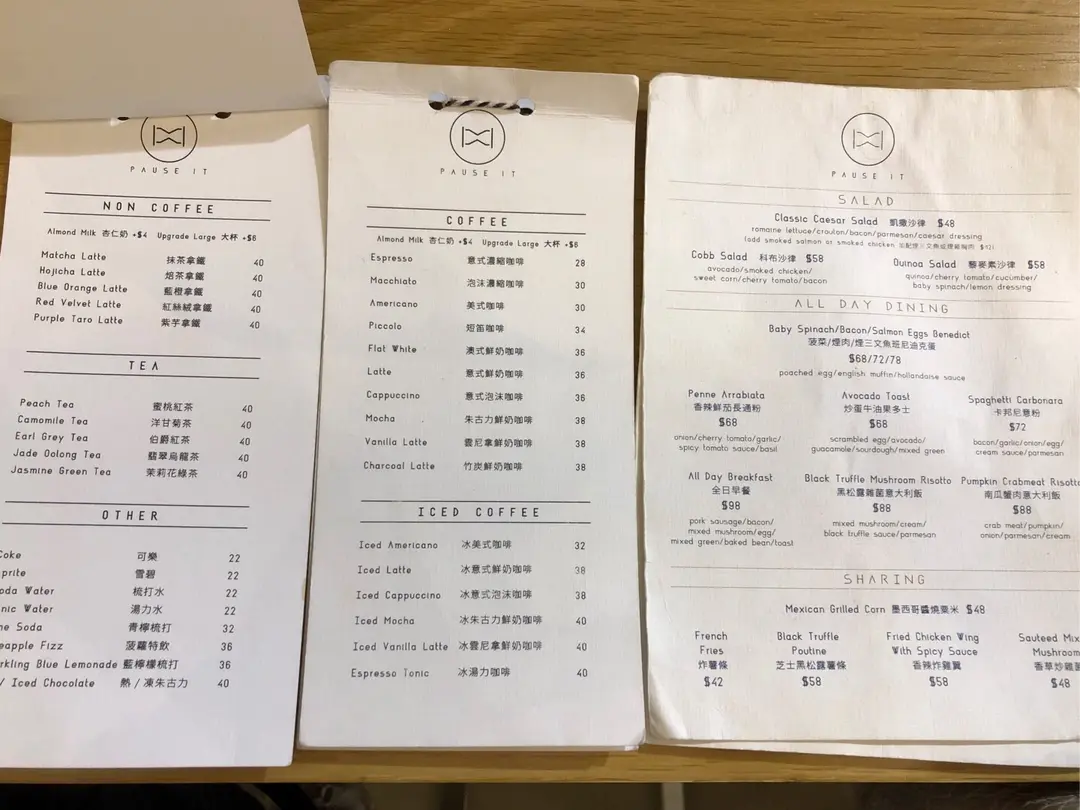 PAUSE IT
NON COFFEE
Almond Milk 杏仁奶 +$4 Upgrade Large 大杯 +$6
Matcha Latte 抹茶拿鐵 40
Hojicha Latte 焙茶拿鐵 40
Blue Orange Latte 藍橙拿鐵 40
Red Velvet Latte 紅絲絨拿鐵 40
Purple Taro Latte 紫芋拿鐵 40
TEA
Peach Tea 蜜桃紅茶 40
Camomile Tea 洋甘菊茶 40
Earl Grey Tea 伯爵紅茶 40
Jade Oolong Tea 翡翠烏龍茶 40
Jasmine Green Tea 茉莉花綠茶 40
OTHER
Coke 可樂 22
prite 雪碧 22
oda Water 梳打水 22
nic Water 湯力水 22
me Soda 青檸梳打 32
eapple Fizz 菠蘿特飲 36
rkling Blue Lemonade 藍檸檬梳打 36
/ Iced Chocolate 熱 / 凍朱古力 40
PAUSE IT
COFFEE
Almond Milk 杏仁奶 +$4 Upgrade Large 大杯 +$6
Espresso 意式濃縮咖啡 28
Macchiato 泡沫濃縮咖啡 30
Americano 美式咖啡 30
Piccolo 短笛咖啡 34
Flat White 澳式鮮奶咖啡 36
Latte 意式鮮奶咖啡 36
Cappuccino 意式泡沫咖啡 36
Mocha 朱古力鮮奶咖啡 38
Vanilla Latte 雲尼拿鮮奶咖啡 38
Charcoal Latte 竹炭鮮奶咖啡 38
ICED COFFEE
Iced Americano 冰美式咖啡 32
Iced Latte 冰意式鮮奶咖啡 38
Iced Cappuccino 冰意式泡沫咖啡 38
Iced Mocha 冰朱古力鮮奶咖啡 40
Iced Vanilla Latte 冰雲尼拿鮮奶咖啡 40
Espresso Tonic 冰湯力咖啡 40
PAUSE IT
SALAD
Classic Caesar Salad 凱撒沙律 $48
romaine lettuce/crouton/bacon/parmesan/caesar dressing
(add smoked salmon or smoked chicken
Cobb Salad 科布沙律 $58
avocado/smoked chicken/
sweet corn/cherry tomato/bacon
Quinoa Salad 藜麥素沙律 $58
quinoa/cherry tomato/cucumber/
baby spinach/lemon dressing
ALL DAY DINING
Baby Spinach/Bacon/Salmon Eggs Benedict
菠菜/煙肉/煙三文魚班尼迪克蛋
$68/72/78
poached egg/english muffin/hollandaise sauce
Penne Arrabiata
香辣鮮茄長通粉
$68
onion/cherry tomato/garlic/
spicy tomato sauce/basil
Avocado Toast
炒蛋牛油果多士
$68
scrambled egg/avocado/
guacamole/sourdough/mixed green
Spaghetti Carbonara
卡邦尼意粉
$72
bacon/garlic/onion/egg/
cream sauce/parmesan
All Day Breakfast
全日早餐
$98
pork sausage/bacon/
mixed mushroom/egg/
mixed green/baked bean/toast
Black Truffle Mushroom Risotto
黑松露雜菌意大利飯
$88
mixed mushroom/cream/
black truffle sauce/parmesan
Pumpkin Crabmeat Risotto
南瓜蟹肉意大利飯
$88
crab meat/pumpkin/
onion/parmesan/cream
SHARING
Mexican Grilled Corn 墨西哥醬燒粟米 $48
French
Fries
炸薯條
$42
Black Truffle
Poutine
芝士黑松露薯條
$58
Fried Chicken Wing
With Spicy Sauce
香辣炸雞翼
$58
Sauteed Mix
Mushroom
香草炒雜
$48